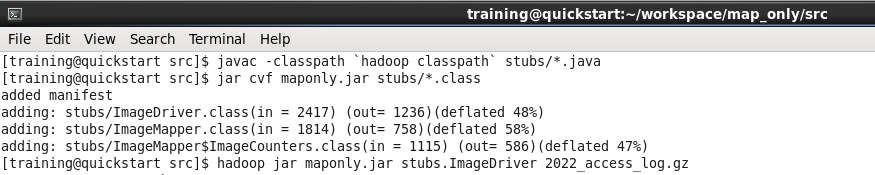 training@quickstart:~/workspace/map_only/src
File Edit View Search Terminal Help
[training@quickstart src]$ javac -classpath `hadoop classpath` stubs/*.java
[training@quickstart src]$ jar cvf maponly.jar stubs/*.class
added manifest
adding: stubs/ImageDriver.class(in = 2417) (out= 1236)(deflated 48%)
adding: stubs/ImageMapper.class(in = 1814) (out= 758)(deflated 58%)
adding: stubs/ImageMapper$ImageCounters.class(in = 1115) (out= 586)(deflated 47%)
[training@quickstart src]$ hadoop jar maponly.jar stubs.ImageDriver 2022_access_log.gz